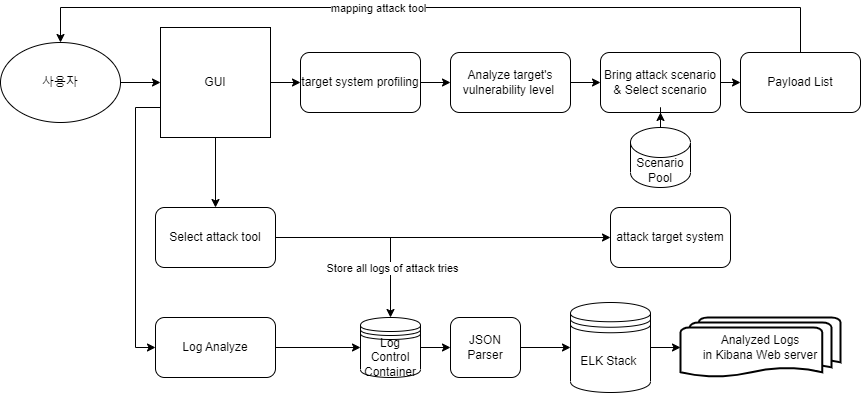 mapping attack tool
사용자
GUI
target system profiling
Analyze target's
vulnerability level
Bring attack scenario
& Select scenario
Payload List
Scenario
Pool
Select attack tool
attack target system
Store all logs of attack tries
Log Analyze
Log
Control
Container
JSON
Parser
ELK Stack
Analyzed Logs
in Kibana Web server